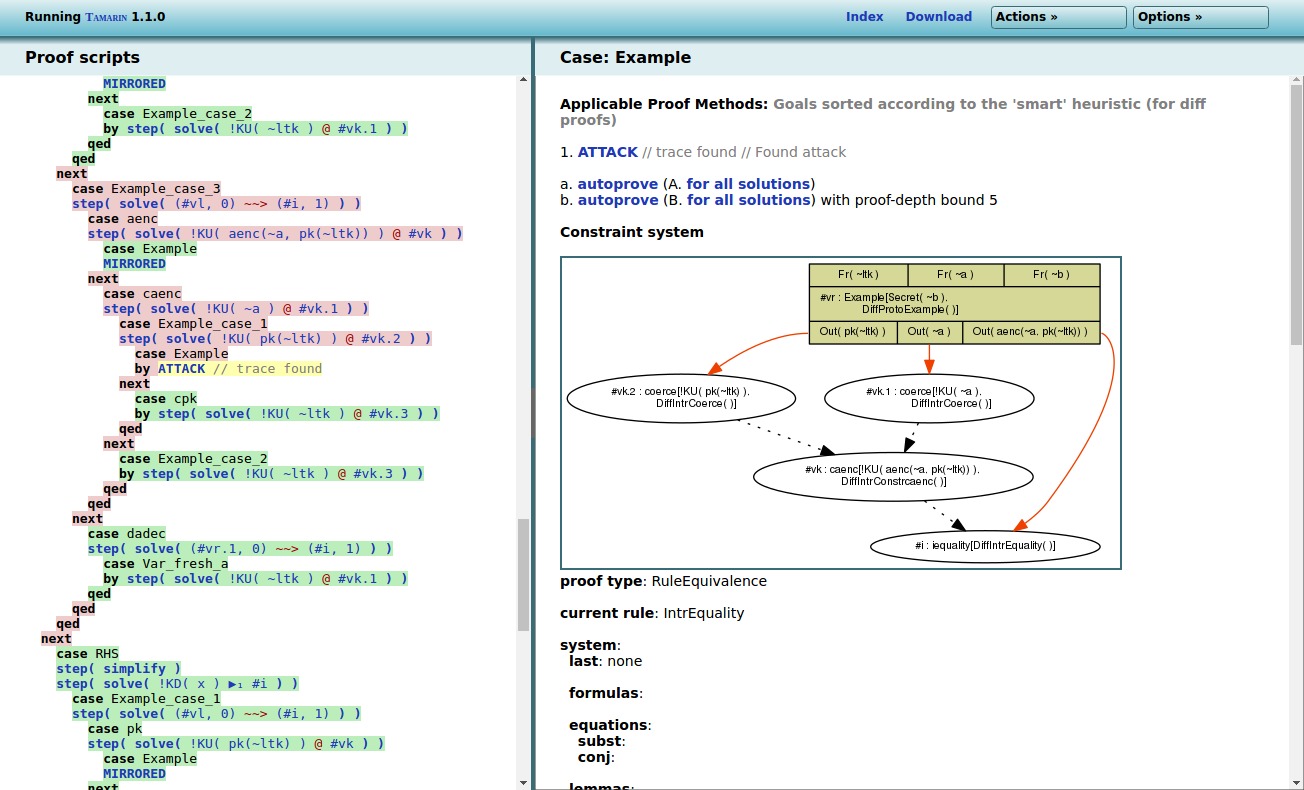 Running TAMARIN 1.1.0
Index Download Actions » Options »
Proof scripts
MIRRORED
next
case Example_case_2
by step( solve( !KU( ~ltk ) @ #vk.1 ) )
qed
qed
next
case Example_case_3
step( solve( (#vl, 0) ~~> (#i, 1) ) )
case aenc
step( solve( !KU( aenc(~a, pk(~ltk)) ) @ #vk ) )
case Example
MIRRORED
next
case caenc
step( solve( !KU( ~a ) @ #vk.1 ) )
case Example_case_1
step( solve( !KU( pk(~ltk) ) @ #vk.2 ) )
case Example
by ATTACK // trace found
next
case cpk
by step( solve( !KU( ~ltk ) @ #vk.3 ) )
qed
next
case Example_case_2
by step( solve( !KU( ~ltk ) @ #vk.3 ) )
qed
qed
next
case dadec
step( solve( (#vr.1, 0) ~~> (#i, 1) ) )
case Var_fresh_a
by step( solve( !KU( ~ltk ) @ #vk.1 ) )
qed
qed
qed
next
case RHS
step( simplify )
step( solve( !KD( x ) ▶₁ #i ) )
case Example_case_1
step( solve( (#vl, 0) ~~> (#i, 1) ) )
case pk
step( solve( !KU( pk(~ltk) ) @ #vk ) )
case Example
MIRRORED
next
Case: Example
Applicable Proof Methods: Goals sorted according to the 'smart' heuristic (for diff
proofs)
1. ATTACK // trace found // Found attack
a. autoprove (A. for all solutions)
b. autoprove (B. for all solutions) with proof-depth bound 5
Constraint system
Fr( ~ltk ) Fr( ~a ) Fr( ~b )
#vr : Example[Secret( ~b ).
DiffProtoExample( )]
Out( pk(~ltk) ) Out( ~a ) Out( aenc(~a. pk(~ltk)) )
#vk.2 : coerce[!KU( pk(~ltk) ).
DiffIntrCoerce( )]
#vk.1 : coerce[!KU( ~a ).
DiffIntrCoerce( )]
#vk : caenc[!KU( aenc(~a. pk(~ltk)) ).
DiffIntrConstrcaenc( )]
#i : iequality[DiffIntrEquality( )]
proof type: RuleEquivalence
current rule: IntrEquality
system:
last: none
formulas:
equations:
subst:
conj:
lemmas: